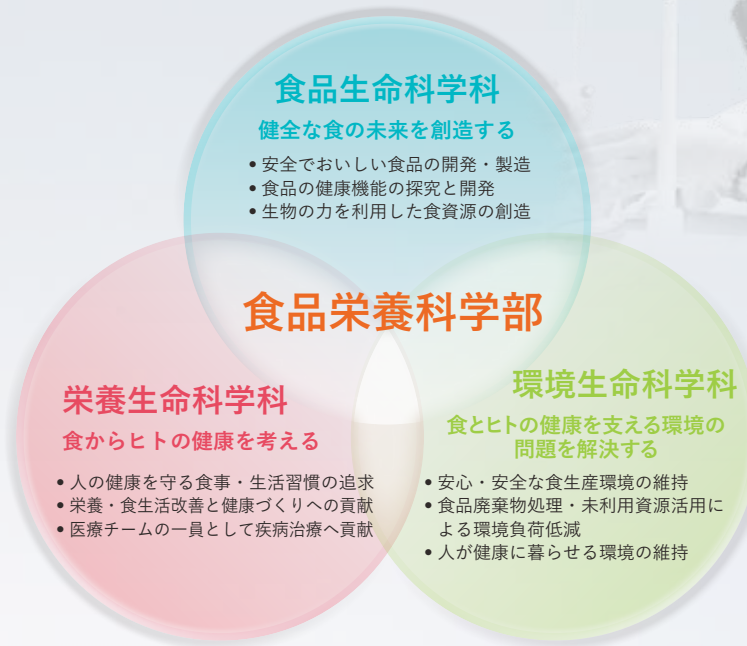 食品生命科学科
健全な食の未来を創造する
• 安全でおいしい食品の開発・製造
• 食品の健康機能の探究と開発
• 生物の力を利用した食資源の創造
食品栄養科学部
栄養生命科学科
食からヒトの健康を考える
• 人の健康を守る食事・生活習慣の追求
• 栄養・食生活改善と健康づくりへの貢献
• 医療チームの一員として疾病治療へ貢献
環境生命科学科
食とヒトの健康を支える環境の
問題を解決する
• 安心・安全な食生産環境の維持
• 食品廃棄物処理・未利用資源活用に
よる環境負荷低減
• 人が健康に暮らせる環境の維持